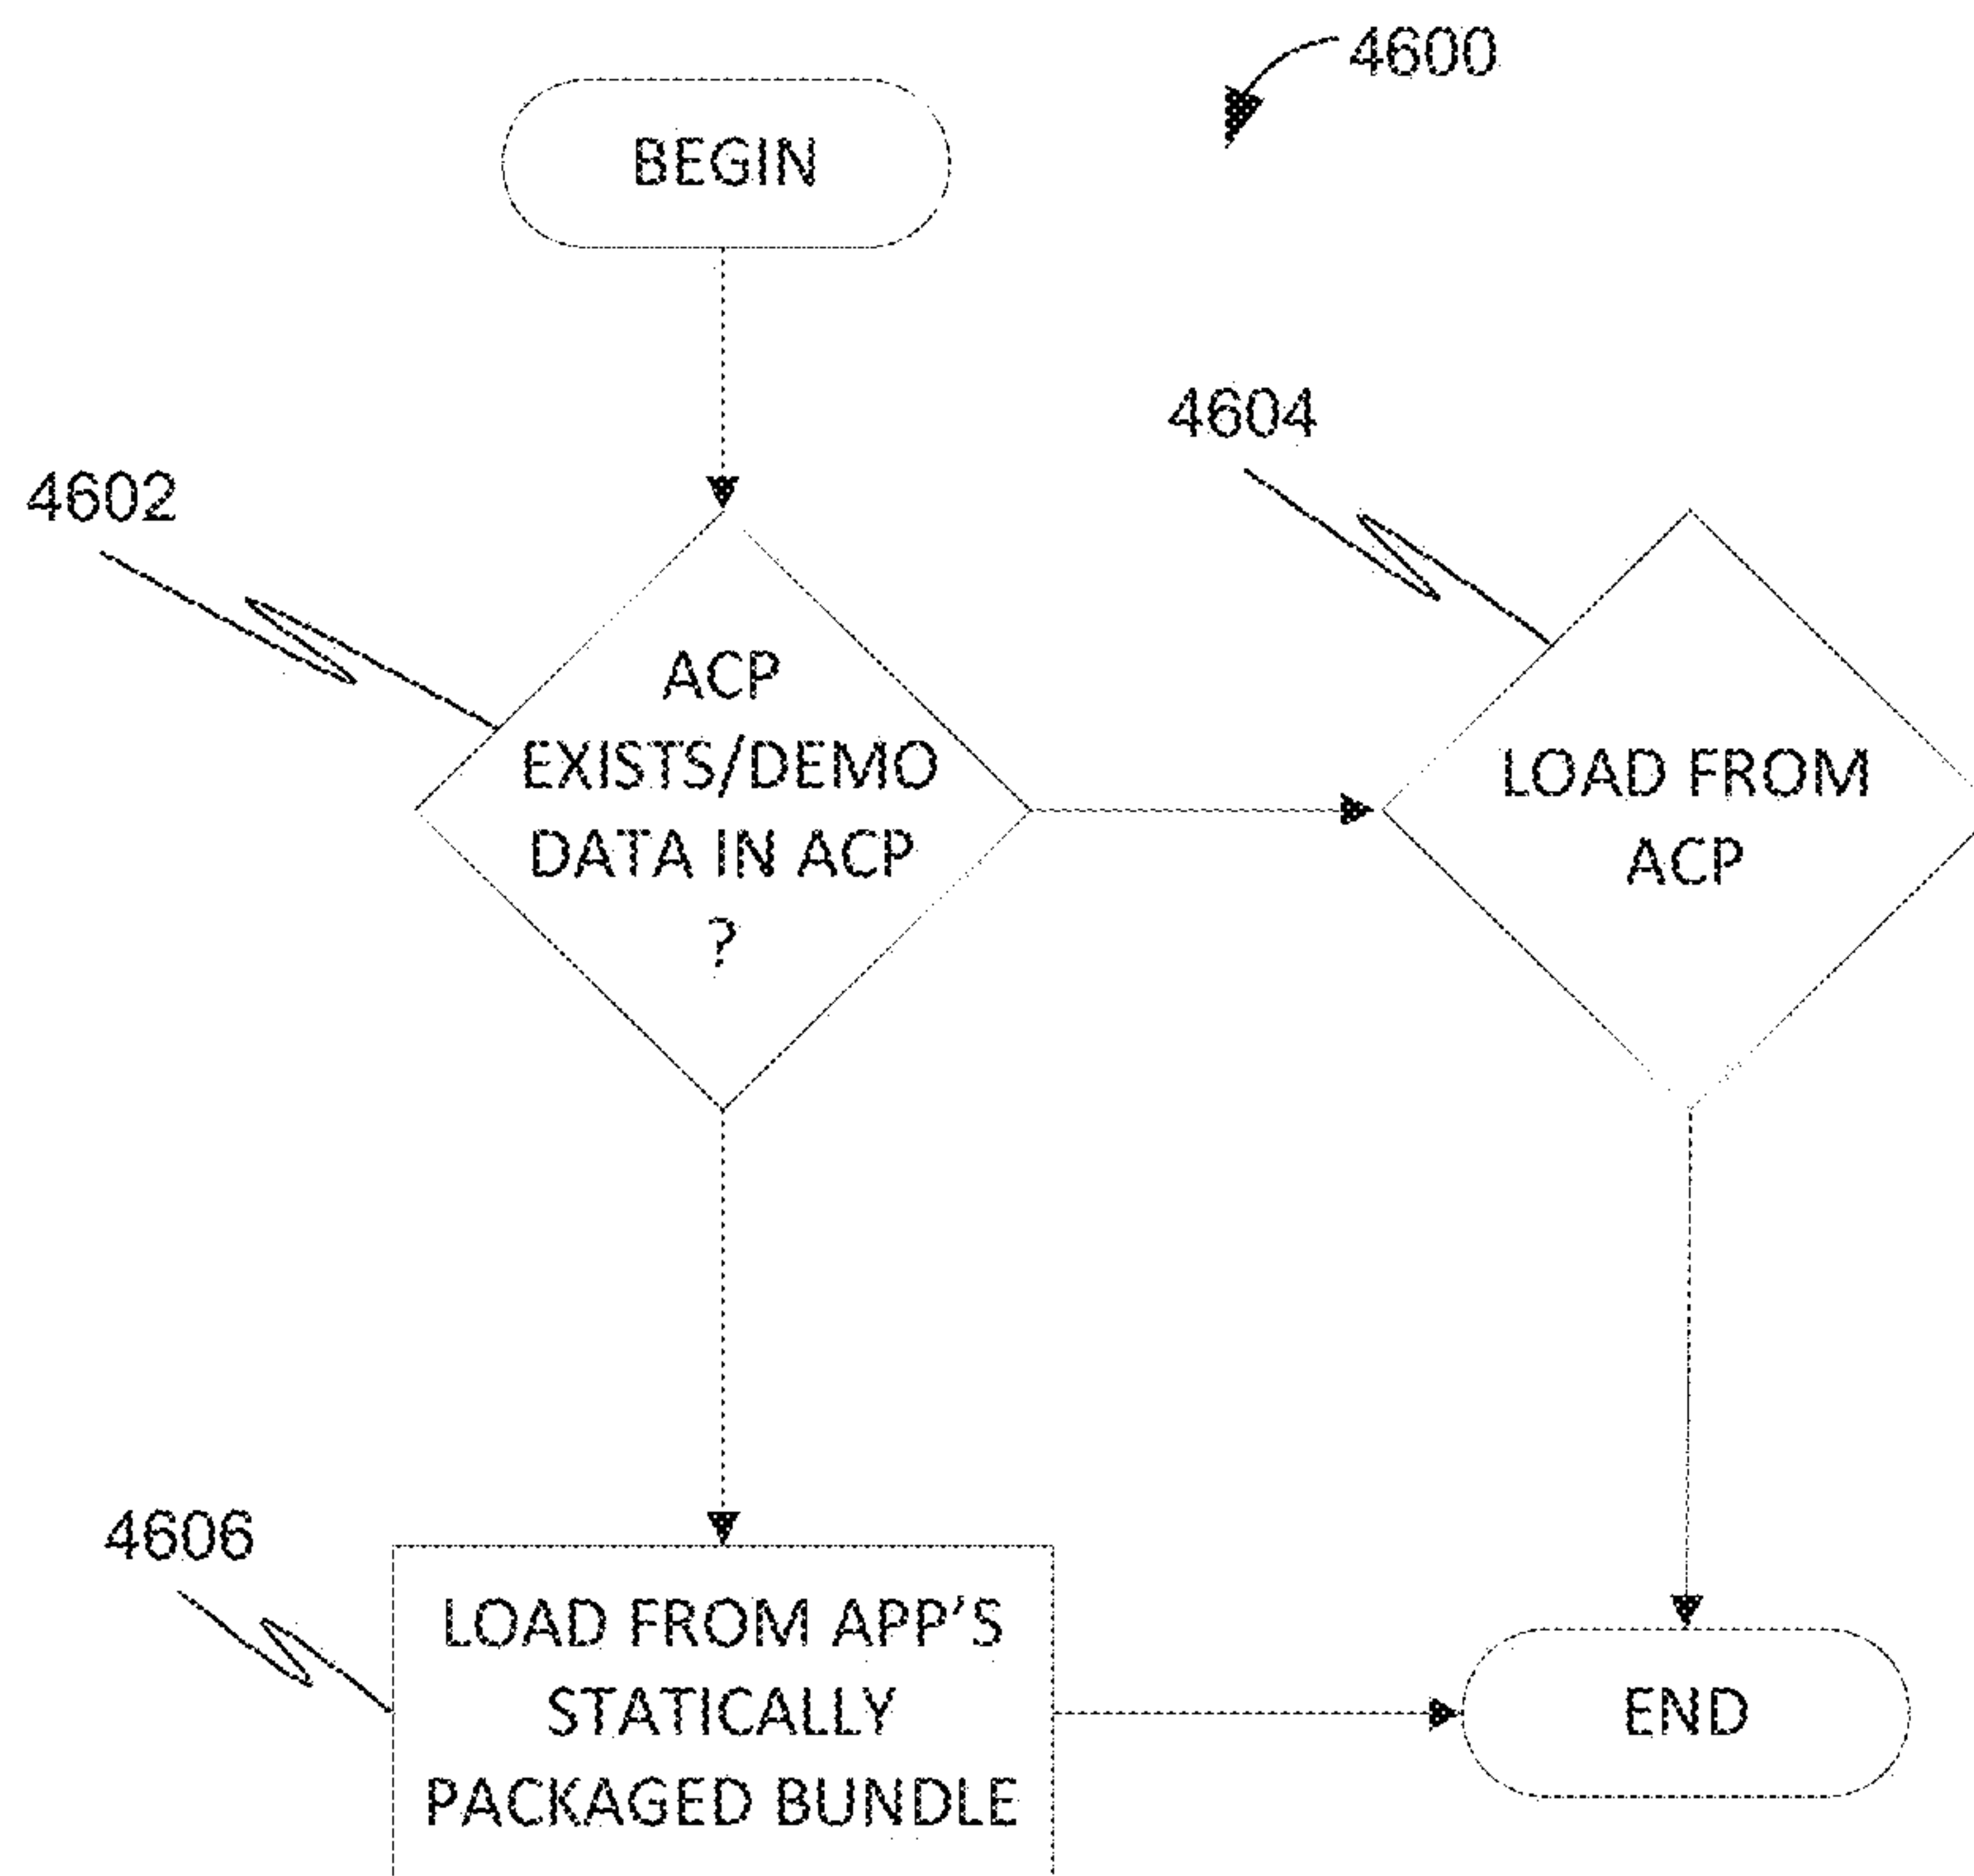 4600
BEGIN
4604
4602
ACP
EXISTS/DEMO
DATA IN ACP
?
LOAD FROM
ACP
4606
LOAD FROM APP'S
STATICALLY
PACKAGED BUNDLE
END